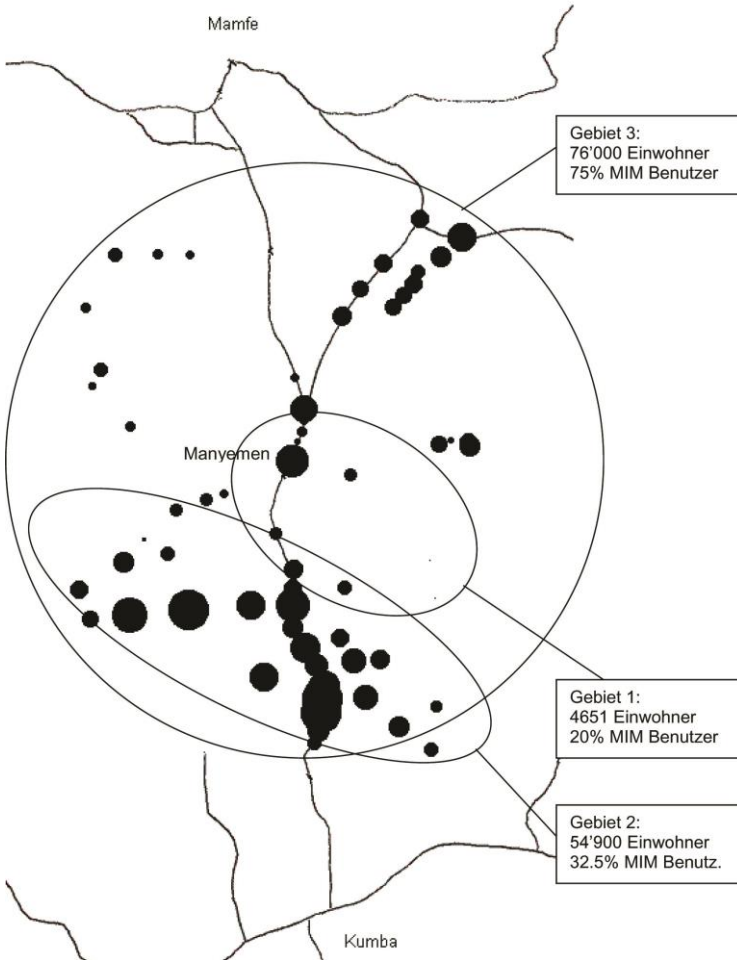 Mamfe
Gebiet 3:
76'000 Einwohner
75% MIM Benutzer
Manyemen
Gebiet 1:
4651 Einwohner
20% MIM Benutzer
Gebiet 2:
54'900 Einwohner
32.5% MIM Benutz.
Kumba